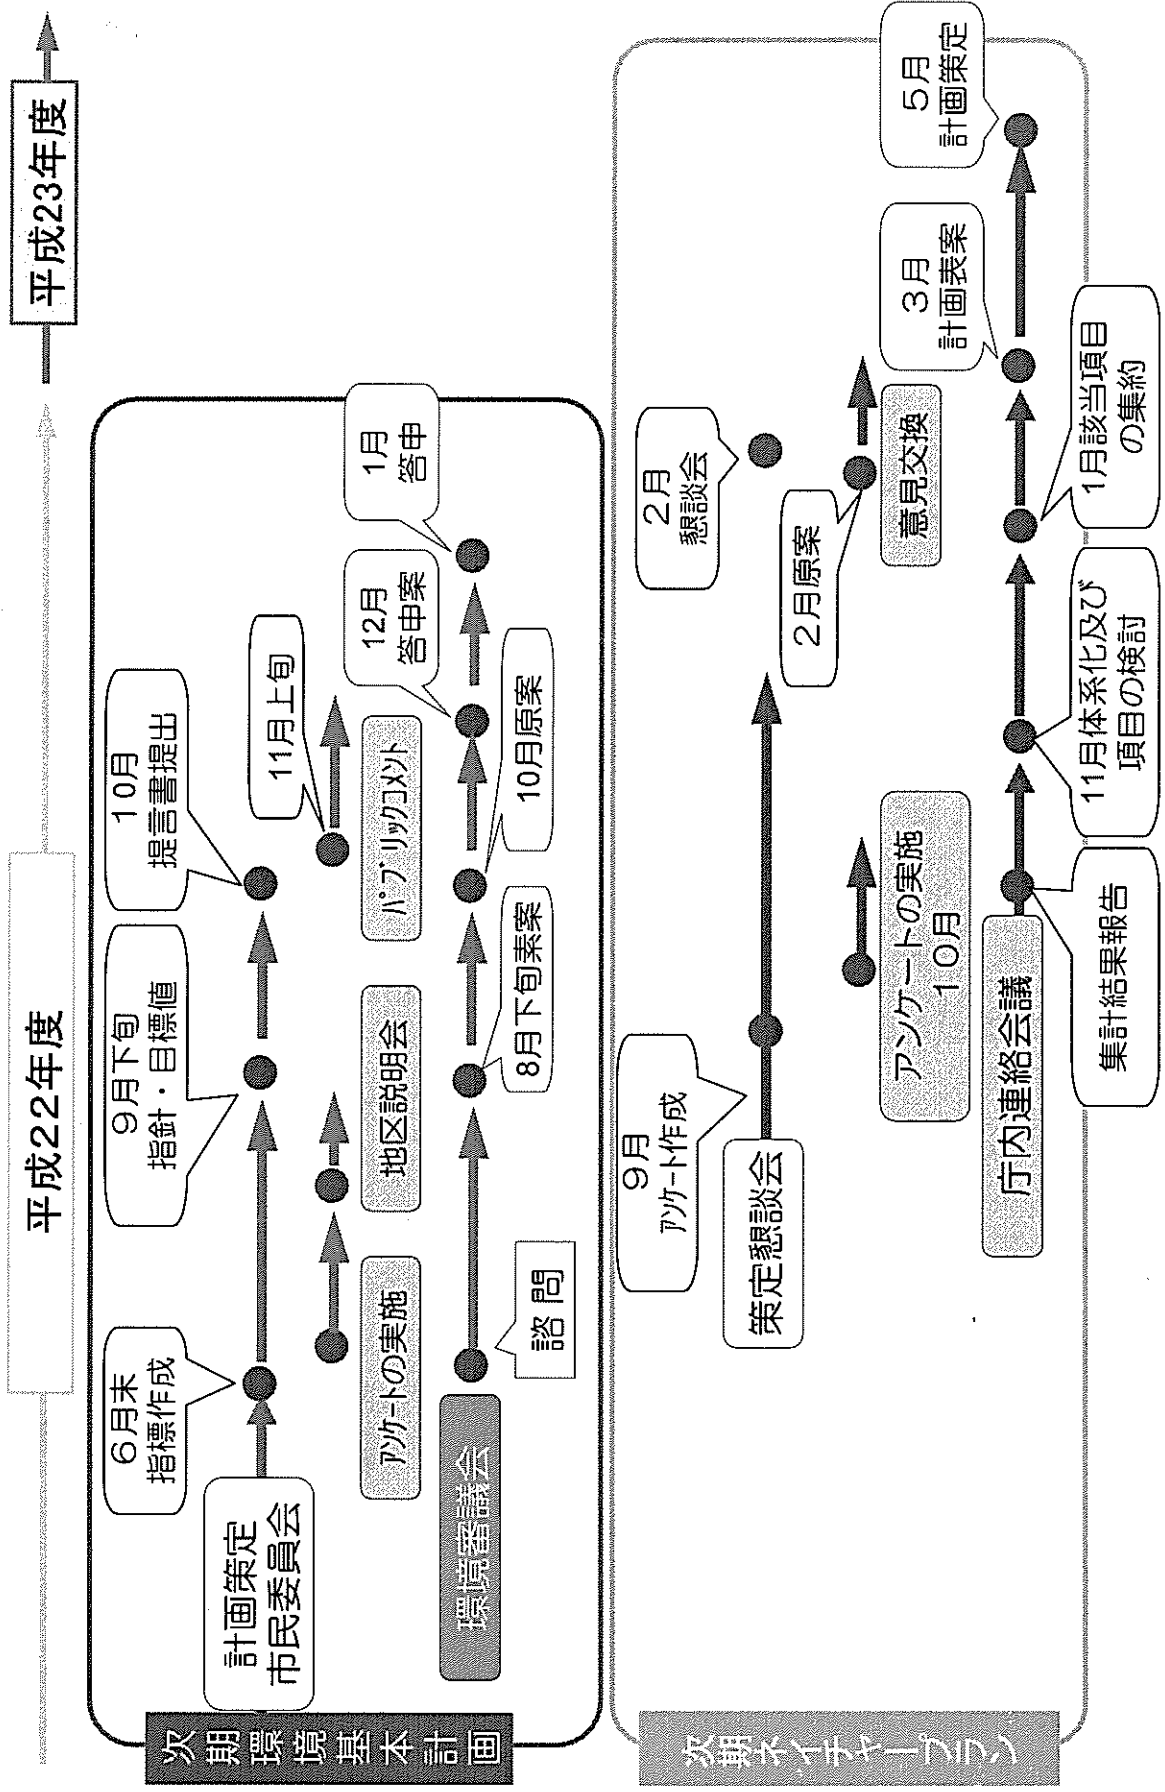 平成22年度
平成23年度
次期環境基本計画
計画策定
市民委員会
6月末
指標作成
9月下旬
指針・目標値
10月
提言書提出
アンケートの実施
地区説明会
11月上旬
パブリックコメント
環境審議会
諮問
8月下旬素案
10月原案
12月
答申案
1月
答申
次期ネイチャープラン
策定懇談会
9月
アンケート作成
2月
懇談会
アンケートの実施
10月
2月原案
意見交換
庁内連絡会議
集計結果報告
11月体系化及び
項目の検討
1月該当項目
の集約
3月
計画表案
5月
計画策定